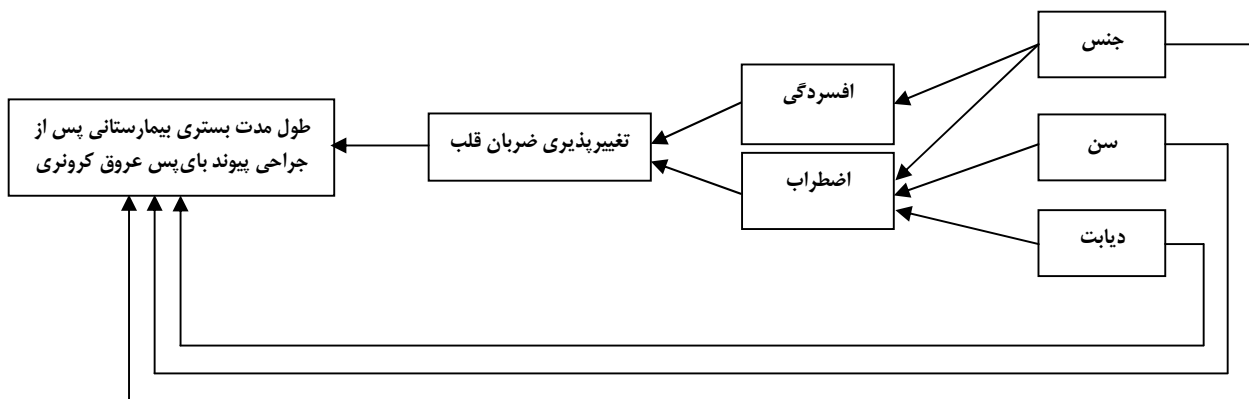 جنس
افسردگی
طول مدت بستری بیمارستانی پس از
جراحی پیوند بای‌پس عروق کرونری
تغییرپذیری ضربان قلب
سن
اضطراب
دیابت